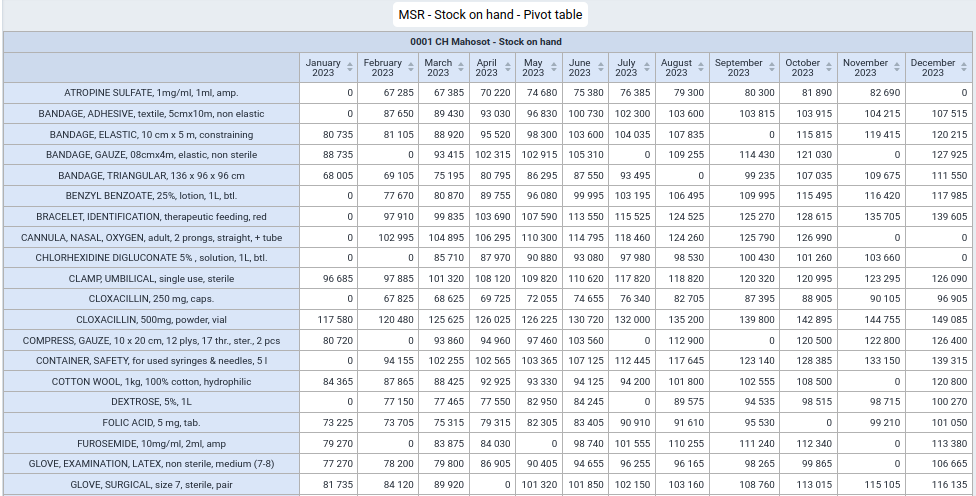 MSR - Stock on hand - Pivot table
0001 CH Mahosot - Stock on hand
January 2023 February 2023 March 2023 April 2023 May 2023 June 2023 July 2023 August 2023 September 2023 October 2023 November 2023 December 2023
ATROPINE SULFATE, 1mg/ml, 1ml, amp. 0 67 285 67 385 70 220 74 680 75 380 76 385 79 300 80 300 81 890 82 690 0
BANDAGE, ADHESIVE, textile, 5cmx10m, non elastic 0 87 650 89 430 93 030 96 830 100 730 102 300 103 600 103 815 103 915 104 215 107 515
BANDAGE, ELASTIC, 10 cm x 5 m, constraining 80 735 81 105 88 920 95 520 98 300 103 600 104 035 107 835 0 115 815 119 415 120 215
BANDAGE, GAUZE, 08cmx4m, elastic, non sterile 88 735 0 93 415 102 315 102 915 105 310 0 109 255 114 430 121 030 0 127 925
BANDAGE, TRIANGULAR, 136 x 96 x 96 cm 68 005 69 105 75 195 80 795 86 295 87 550 93 495 0 99 235 107 035 109 675 111 550
BENZYL BENZOATE, 25%, lotion, 1L, btl. 0 77 670 80 870 89 755 96 080 99 995 103 195 106 495 109 995 115 495 116 420 117 985
BRACELET, IDENTIFICATION, therapeutic feeding, red 0 97 910 99 835 103 690 107 590 113 550 115 525 124 525 125 270 128 615 135 705 139 605
CANNULA, NASAL, OXYGEN, adult, 2 prongs, straight, + tube 0 102 995 104 895 106 295 110 300 114 795 118 460 124 260 125 790 126 990 0 0
CHLORHEXIDINE DIGLUCONATE 5% , solution, 1L, btl. 0 0 85 710 87 970 90 880 93 080 97 980 98 530 100 430 101 260 103 660 0
CLAMP, UMBILICAL, single use, sterile 96 685 97 885 101 320 108 120 109 820 110 620 117 820 118 820 120 320 120 995 123 295 126 090
CLOXACILLIN, 250 mg, caps. 0 67 825 68 625 69 725 72 055 74 655 76 340 82 705 87 395 88 905 90 105 96 905
CLOXACILLIN, 500mg, powder, vial 117 580 120 480 125 625 126 025 126 225 130 720 132 000 135 200 139 800 142 895 144 755 149 085
COMPRESS, GAUZE, 10 x 20 cm, 12 plys, 17 thr., ster., 2 pcs 80 720 0 93 860 94 960 97 460 103 560 0 112 900 0 120 500 122 800 126 400
CONTAINER, SAFETY, for used syringes & needles, 5 l 0 94 155 102 255 102 565 103 365 107 125 112 445 117 645 123 140 128 385 133 150 139 315
COTTON WOOL, 1kg, 100% cotton, hydrophilic 84 365 87 865 88 425 92 925 93 330 94 125 94 200 101 800 102 555 108 500 0 120 800
DEXTROSE, 5%, 1L 0 77 150 77 465 77 550 82 950 84 245 0 89 575 94 535 98 515 98 715 100 270
FOLIC ACID, 5 mg, tab. 73 225 73 705 75 315 79 315 82 305 83 405 90 910 91 610 95 530 0 99 210 101 050
FUROSEMIDE, 10mg/ml, 2ml, amp 79 270 0 83 875 84 030 0 98 740 101 555 110 255 111 240 112 340 0 113 380
GLOVE, EXAMINATION, LATEX, non sterile, medium (7-8) 77 270 78 200 79 800 86 905 90 405 94 655 96 255 96 165 98 265 99 865 0 106 665
GLOVE, SURGICAL, size 7, sterile, pair 81 735 84 120 89 920 0 101 320 101 850 102 150 103 160 108 760 113 015 115 105 116 135